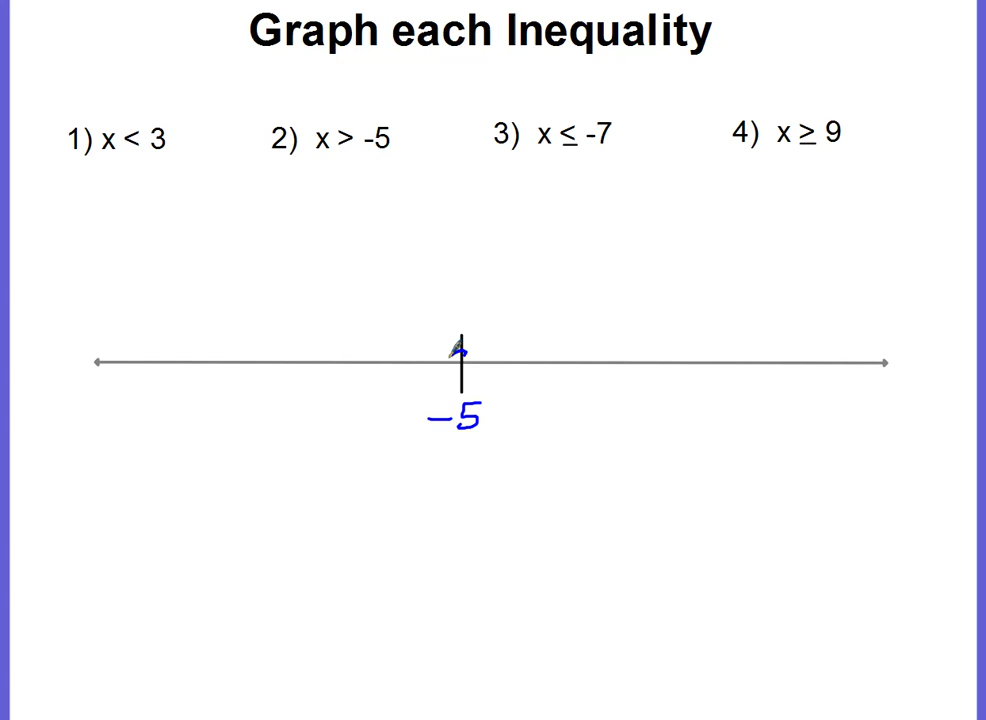 Graph each Inequality
1) x < 3 2) x > -5 3) x ≤ -7 4) x ≥ 9
-5